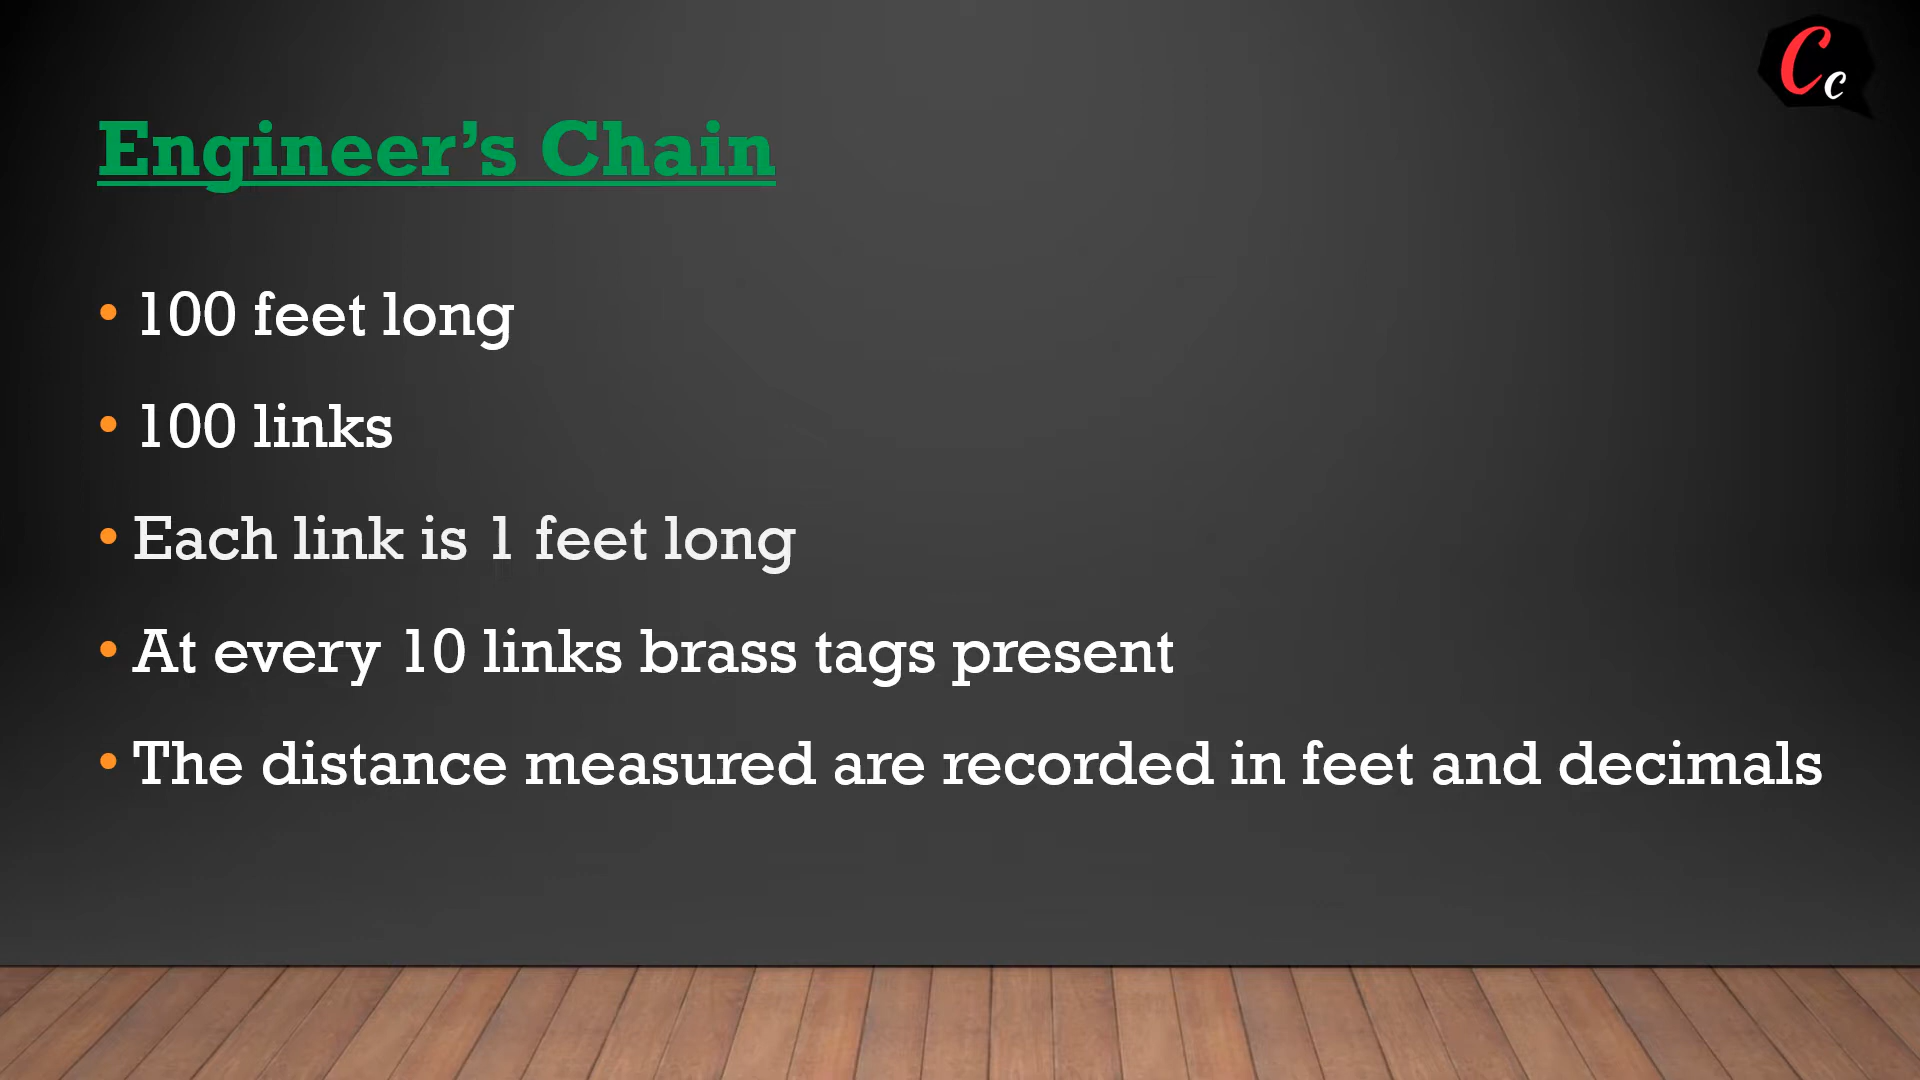 Cc
Engineer’s Chain
• 100 feet long
• 100 links
• Each link is 1 feet long
• At every 10 links brass tags present
• The distance measured are recorded in feet and decimals